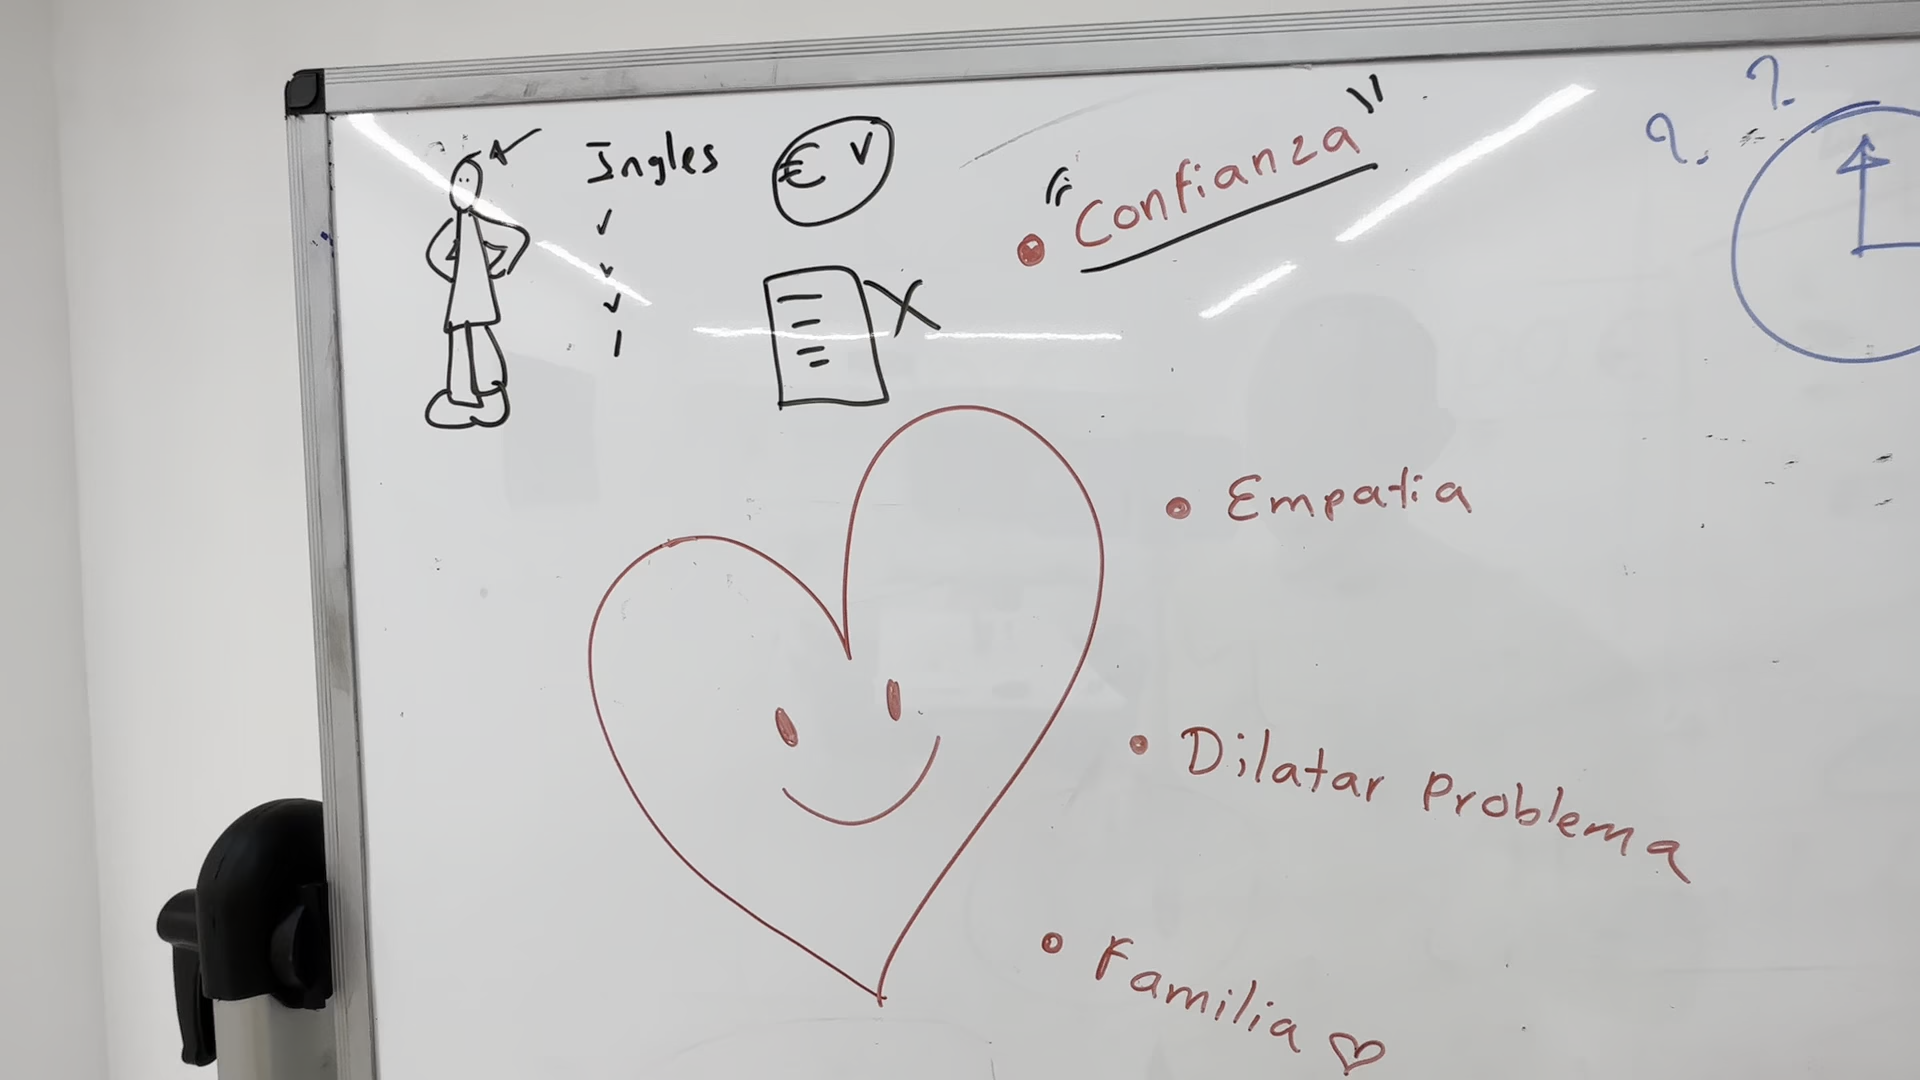 Ingles
€
"Confianza"
? ?
• Empatia
• Dilatar Problema
• Familia ♡